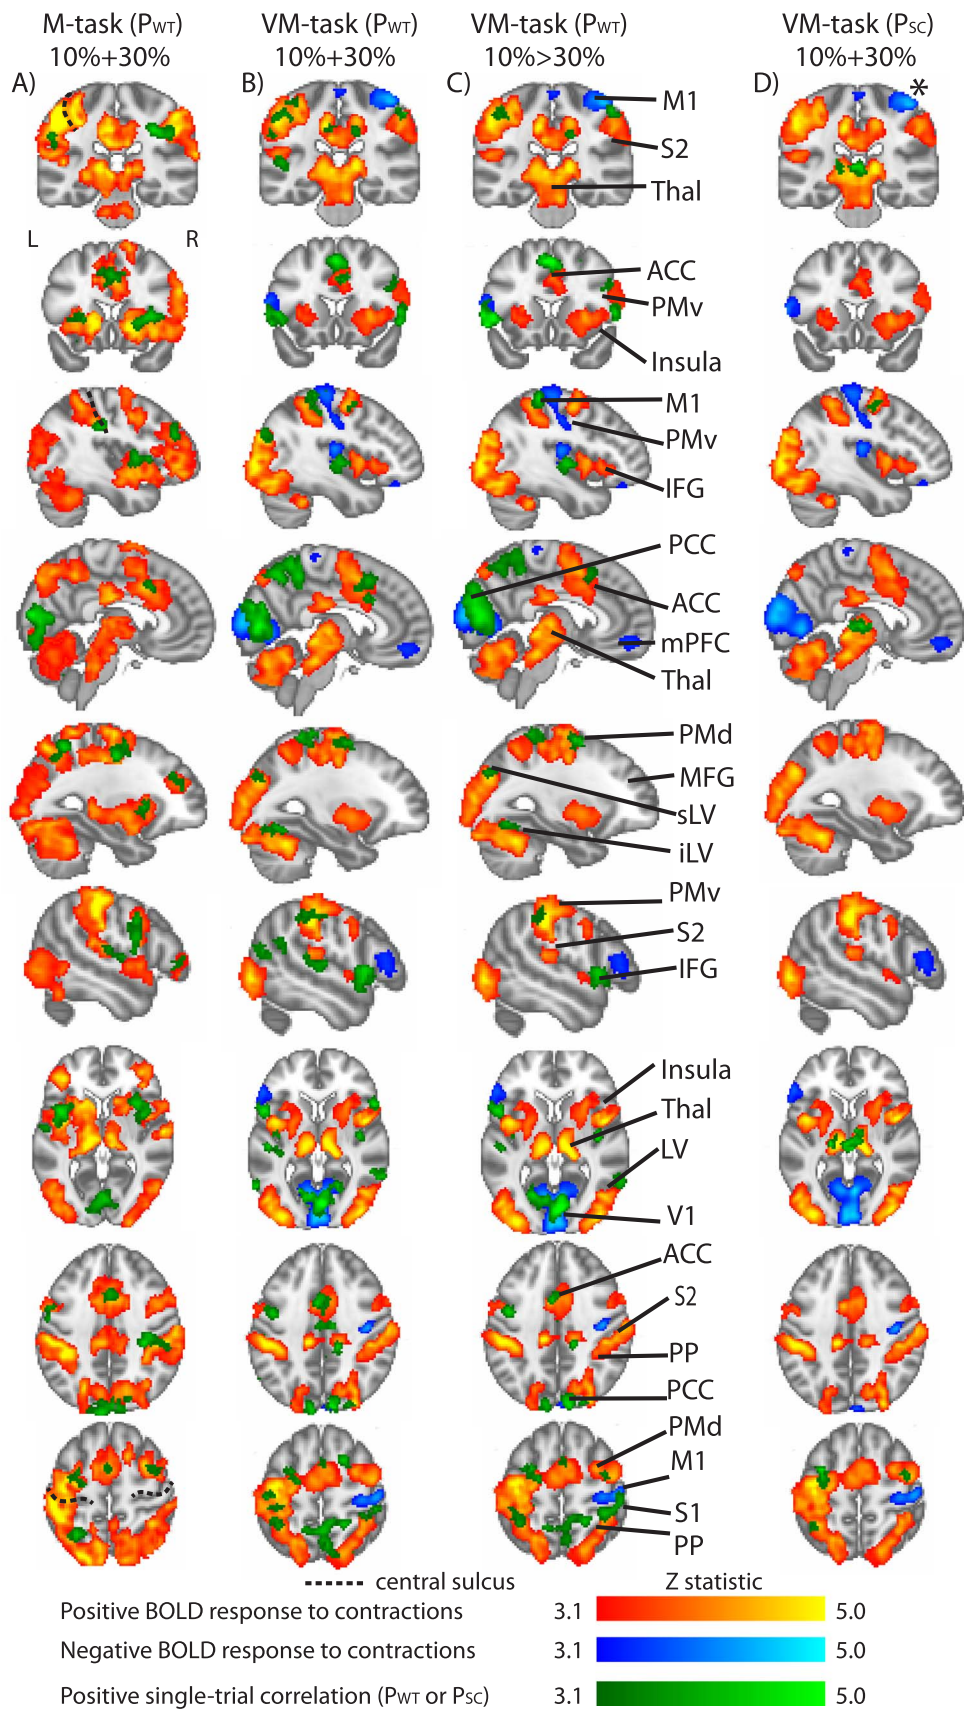 M-task (PWT)
10%+30%
VM-task (PWT)
10%+30%
VM-task (PWT)
10%>30%
VM-task (PSC)
10%+30%
A)
B)
C)
D)
*
M1
S2
Thal
L
R
ACC
PMv
Insula
M1
PMv
IFG
PCC
ACC
mPFC
Thal
PMd
MFG
sLV
iLV
PMv
S2
IFG
Insula
Thal
LV
V1
ACC
S2
PP
PCC
PMd
M1
S1
PP
central sulcus
Z statistic
Positive BOLD response to contractions 3.1 5.0
Negative BOLD response to contractions 3.1 5.0
Positive single-trial correlation (PWT or PSC) 3.1 5.0